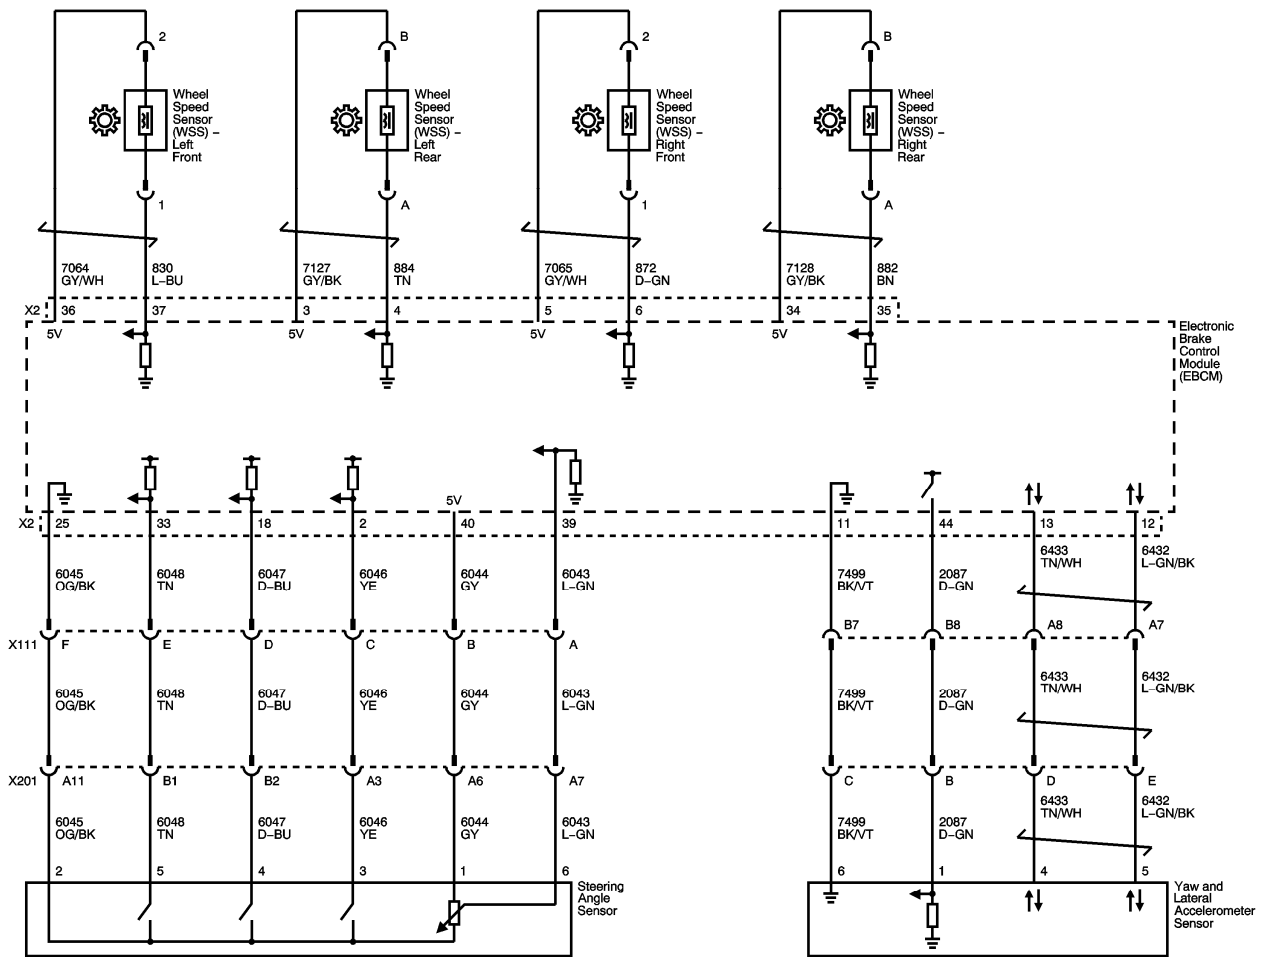 2 B 2 B
Wheel
Speed
Sensor
(WSS) –
Left
Front
Wheel
Speed
Sensor
(WSS) –
Left
Rear
Wheel
Speed
Sensor
(WSS) –
Right
Front
Wheel
Speed
Sensor
(WSS) –
Right
Rear
1 A 1 A
7064
GY/WH
830
L–BU
7127
GY/BK
884
TN
7065
GY/WH
872
D–GN
7128
GY/BK
882
BN
X2 36 37 3 4 5 6 34 35
5V 5V 5V 5V
Electronic
Brake
Control
Module
(EBCM)
5V
X2 25 33 18 2 40 39 11 44 13 12
6045
OG/BK
6048
TN
6047
D–BU
6046
YE
6044
GY
6043
L–GN
7499
BK/VT
2087
D–GN
6433
TN/WH
6432
L–GN/BK
X111 F E D C B A B7 B8 A8 A7
6045
OG/BK
6048
TN
6047
D–BU
6046
YE
6044
GY
6043
L–GN
7499
BK/VT
2087
D–GN
6433
TN/WH
6432
L–GN/BK
X201 A11 B1 B2 A3 A6 A7 C B D E
6045
OG/BK
6048
TN
6047
D–BU
6046
YE
6044
GY
6043
L–GN
7499
BK/VT
2087
D–GN
6433
TN/WH
6432
L–GN/BK
2 5 4 3 1 6 6 1 4 5
Steering
Angle
Sensor
Yaw and
Lateral
Accelerometer
Sensor